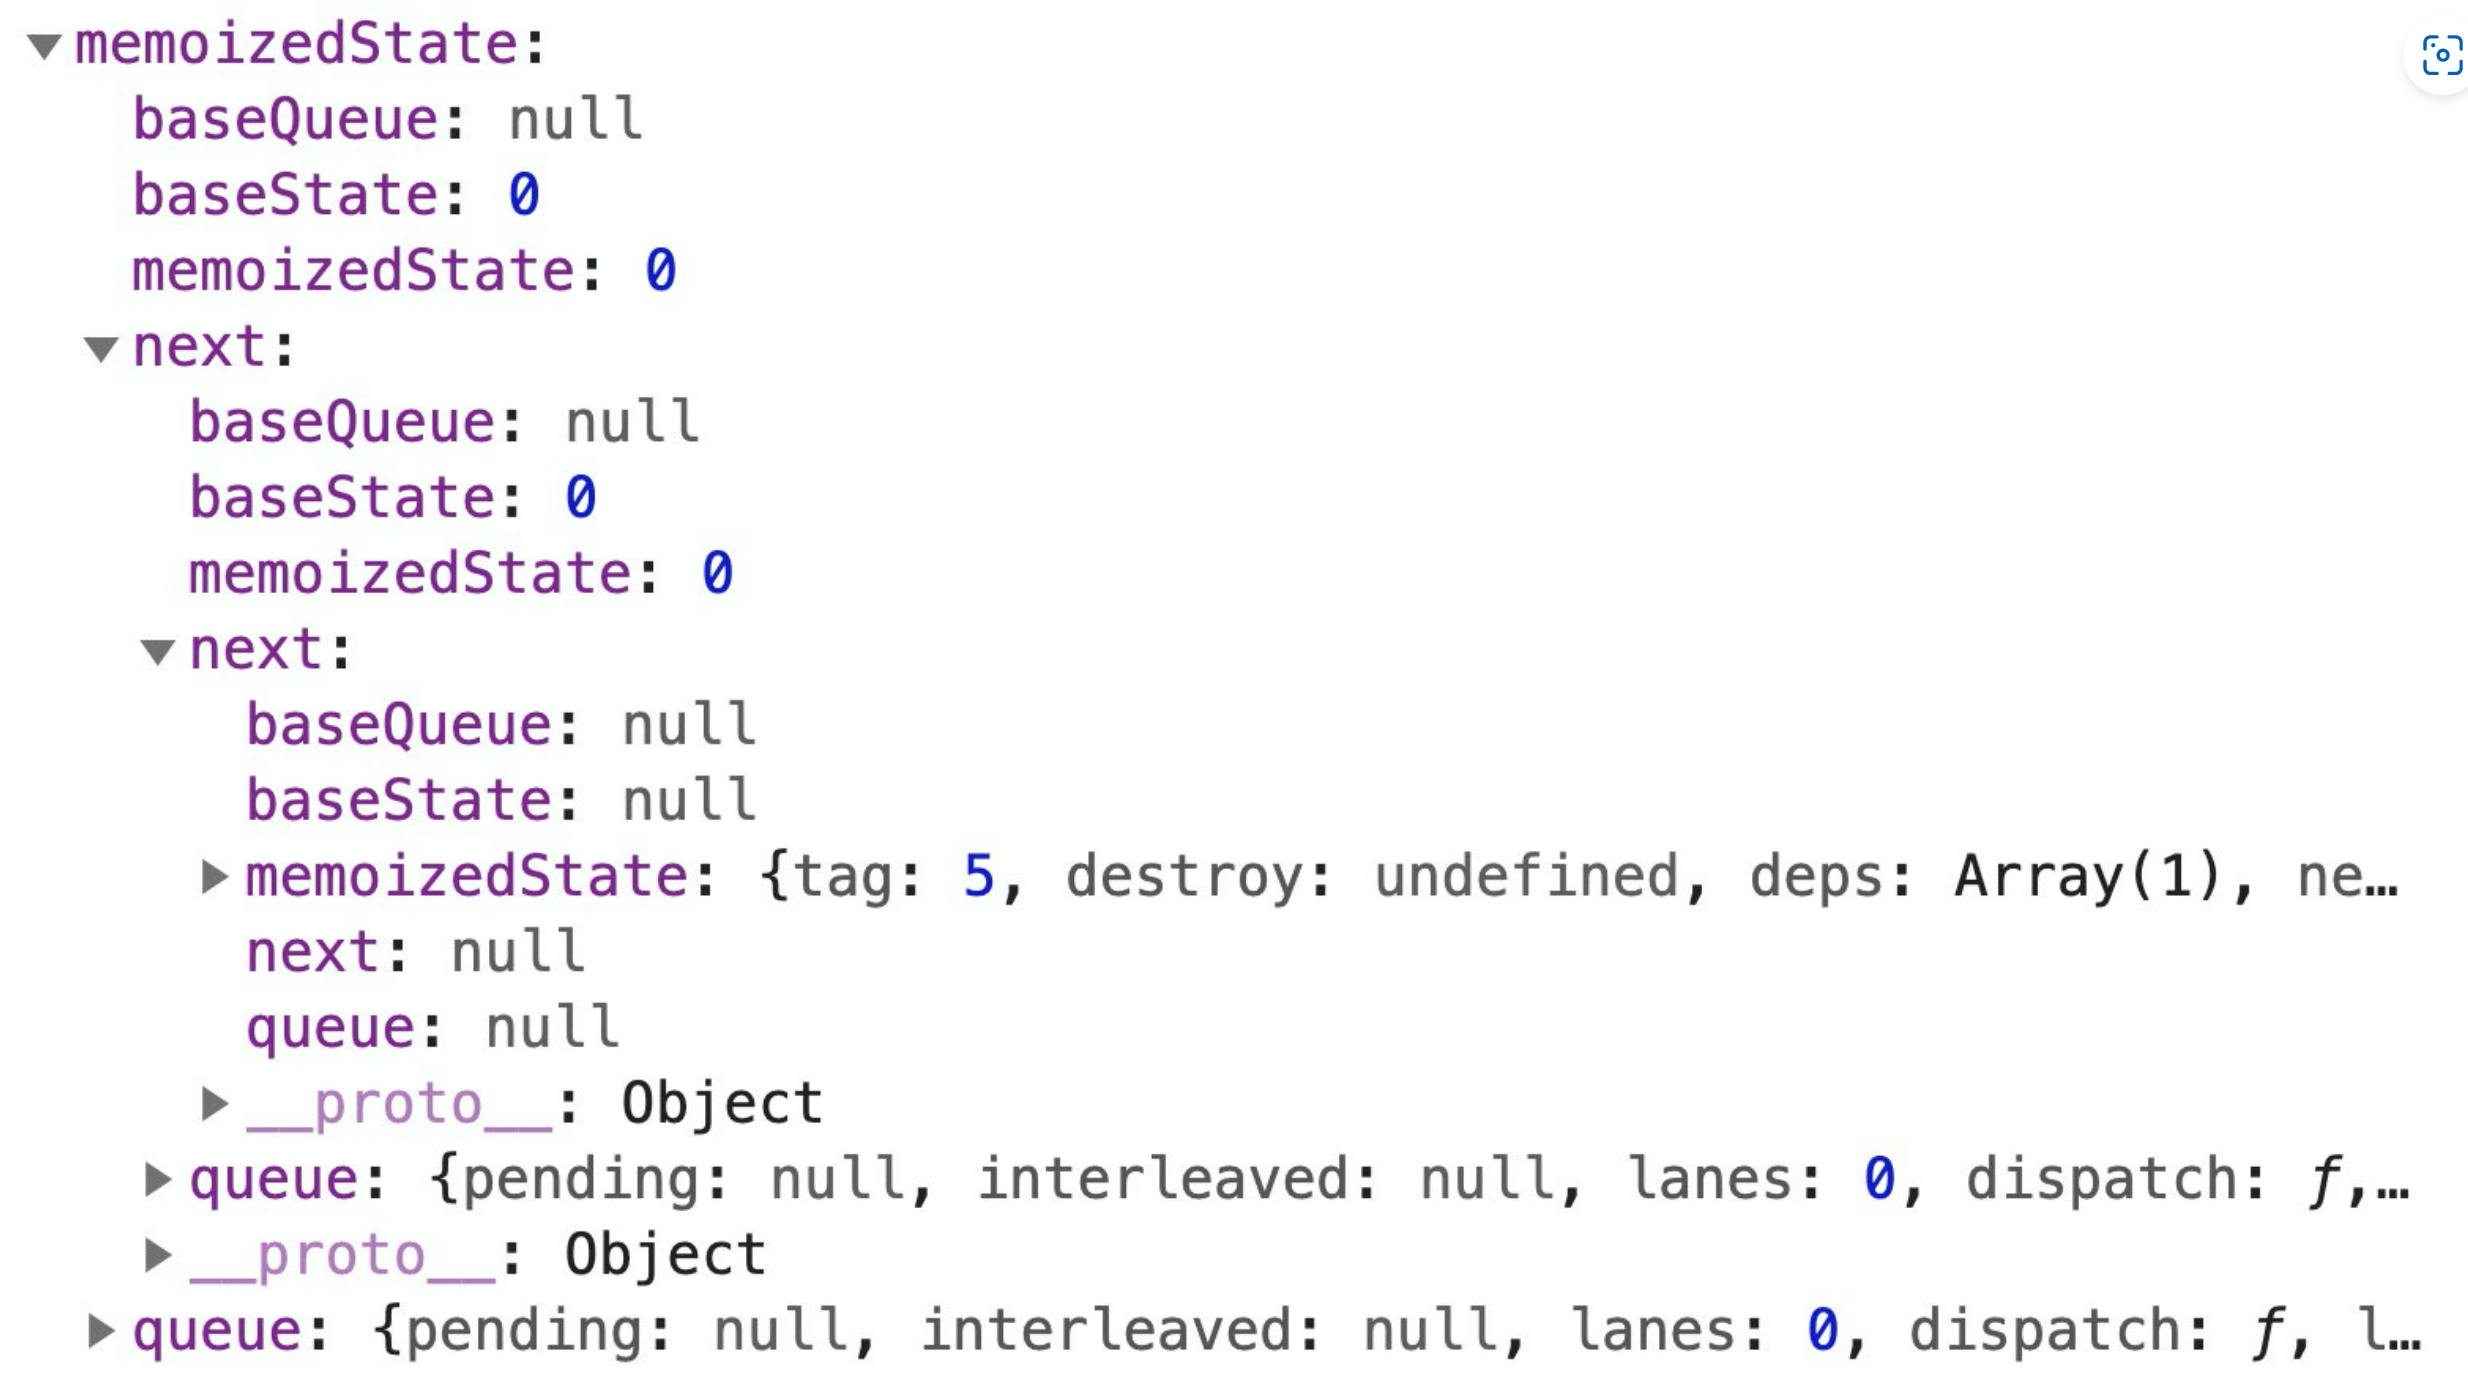 memoizedState:
baseQueue: null
baseState: 0
memoizedState: 0
next:
baseQueue: null
baseState: 0
memoizedState: 0
next:
baseQueue: null
baseState: null
memoizedState: {tag: 5, destroy: undefined, deps: Array(1), ne…
next: null
queue: null
__proto__: Object
queue: {pending: null, interleaved: null, lanes: 0, dispatch: ƒ,…
__proto__: Object
queue: {pending: null, interleaved: null, lanes: 0, dispatch: ƒ, l…